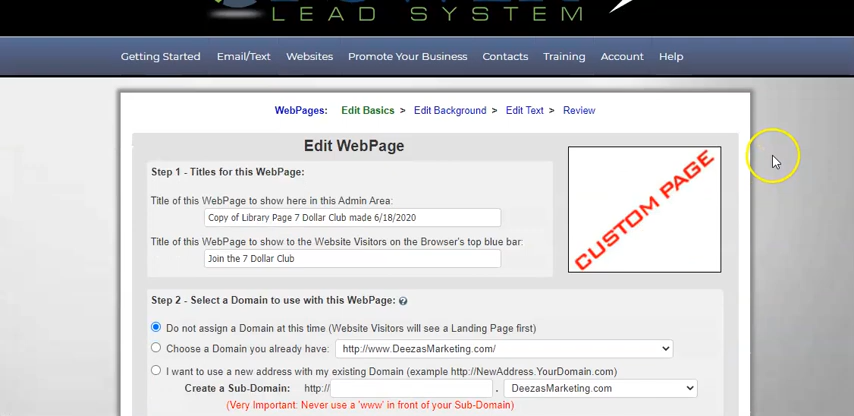 LEAD SYSTEM
Getting Started Email/Text Websites Promote Your Business Contacts Training Account Help
WebPages: Edit Basics > Edit Background > Edit Text > Review
Edit WebPage
Step 1 - Titles for this WebPage:
Title of this WebPage to show here in this Admin Area:
Copy of Library Page 7 Dollar Club made 6/18/2020
Title of this WebPage to show to the Website Visitors on the Browser's top blue bar:
Join the 7 Dollar Club
CUSTOM PAGE
Step 2 - Select a Domain to use with this WebPage: ?
Do not assign a Domain at this time (Website Visitors will see a Landing Page first)
Choose a Domain you already have: http://www.DeezasMarketing.com/
I want to use a new address with my existing Domain (example http://NewAddress.YourDomain.com)
Create a Sub-Domain: http:// . DeezasMarketing.com
(Very Important: Never use a 'www' in front of your Sub-Domain)